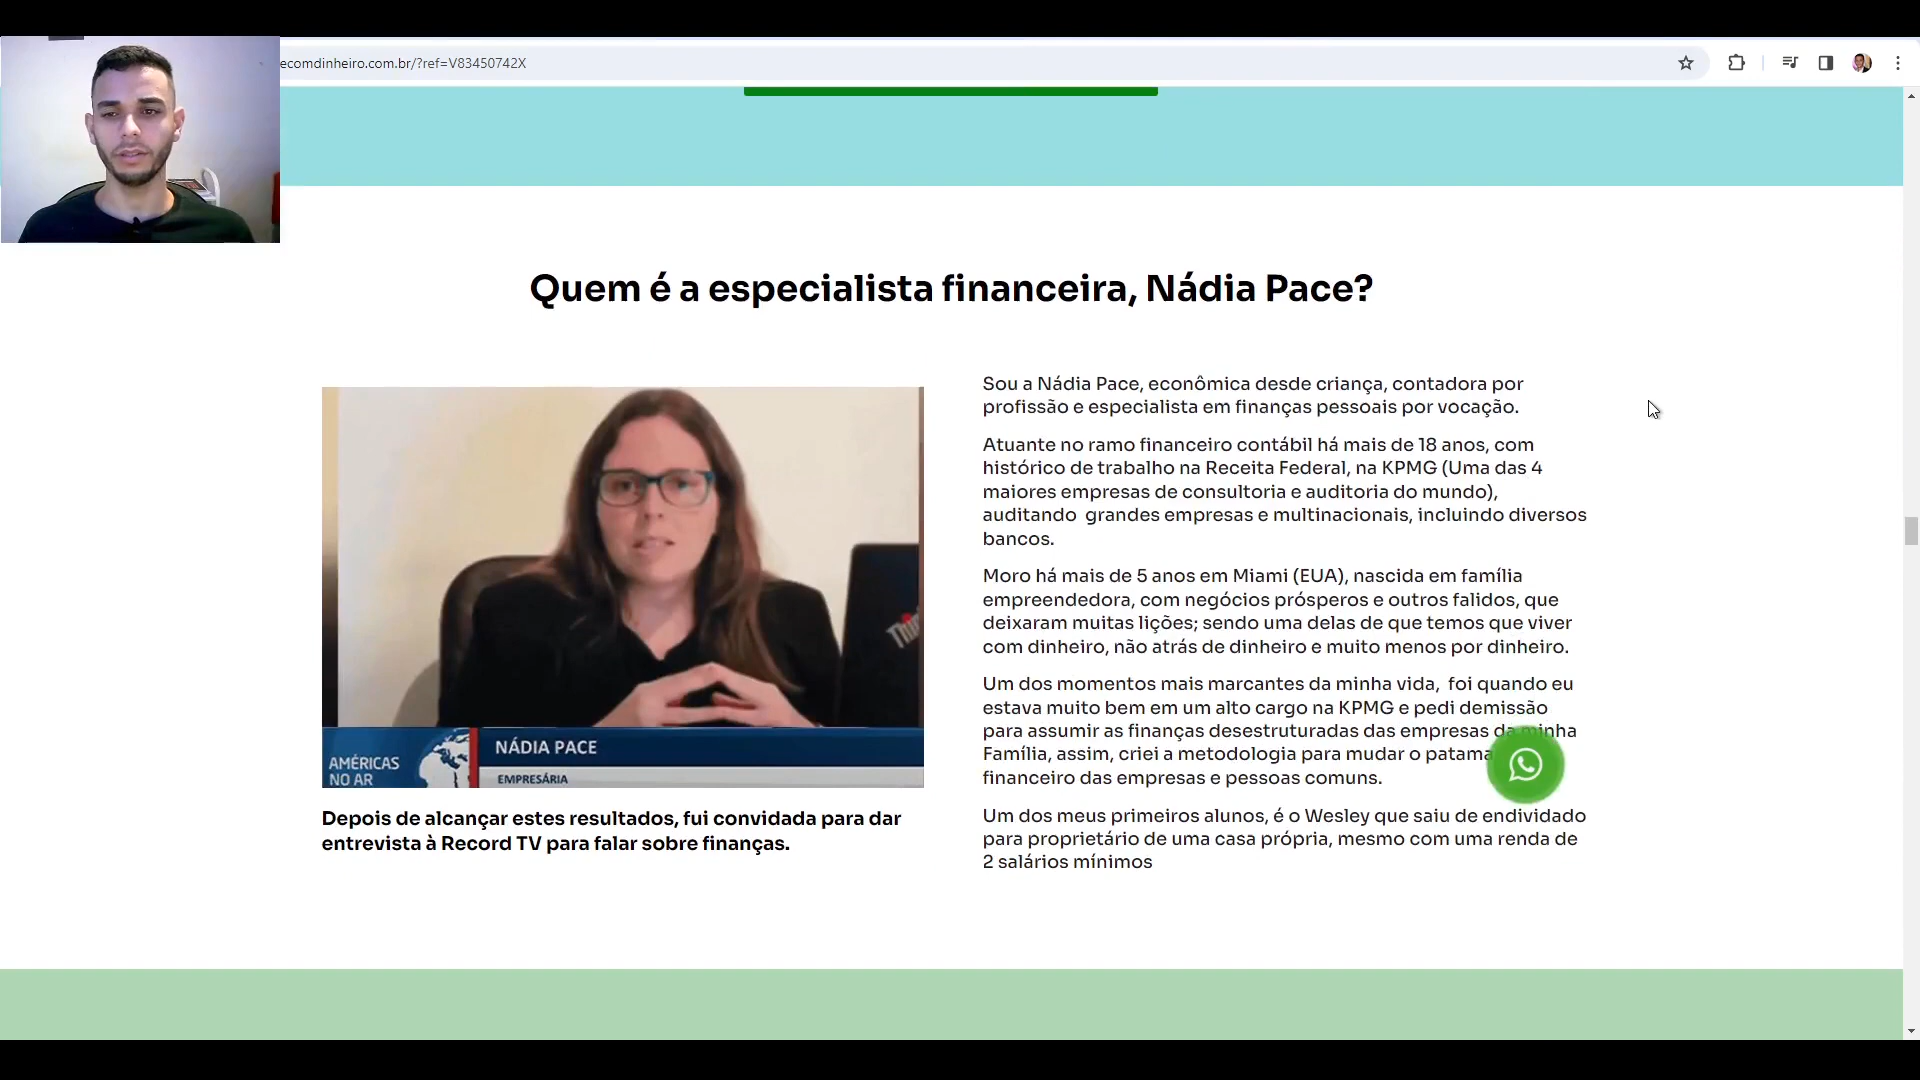 ecomdinheiro.com.br/?ref=V83450742X
Quem é a especialista financeira, Nádia Pace?
Sou a Nádia Pace, econômica desde criança, contadora por
profissão e especialista em finanças pessoais por vocação.
Atuante no ramo financeiro contábil há mais de 18 anos, com
histórico de trabalho na Receita Federal, na KPMG (Uma das 4
maiores empresas de consultoria e auditoria do mundo),
auditando grandes empresas e multinacionais, incluindo diversos
bancos.
Moro há mais de 5 anos em Miami (EUA), nascida em família
empreendedora, com negócios prósperos e outros falidos, que
deixaram muitas lições; sendo uma delas de que temos que viver
com dinheiro, não atrás de dinheiro e muito menos por dinheiro.
Um dos momentos mais marcantes da minha vida, foi quando eu
estava muito bem em um alto cargo na KPMG e pedi demissão
para assumir as finanças desestruturadas das empresas da minha
Família, assim, criei a metodologia para mudar o patama
financeiro das empresas e pessoas comuns.
Um dos meus primeiros alunos, é o Wesley que saiu de endividado
para proprietário de uma casa própria, mesmo com uma renda de
2 salários mínimos
Thin
NÁDIA PACE
AMÉRICAS
NO AR
EMPRESÁRIA
Depois de alcançar estes resultados, fui convidada para dar
entrevista à Record TV para falar sobre finanças.